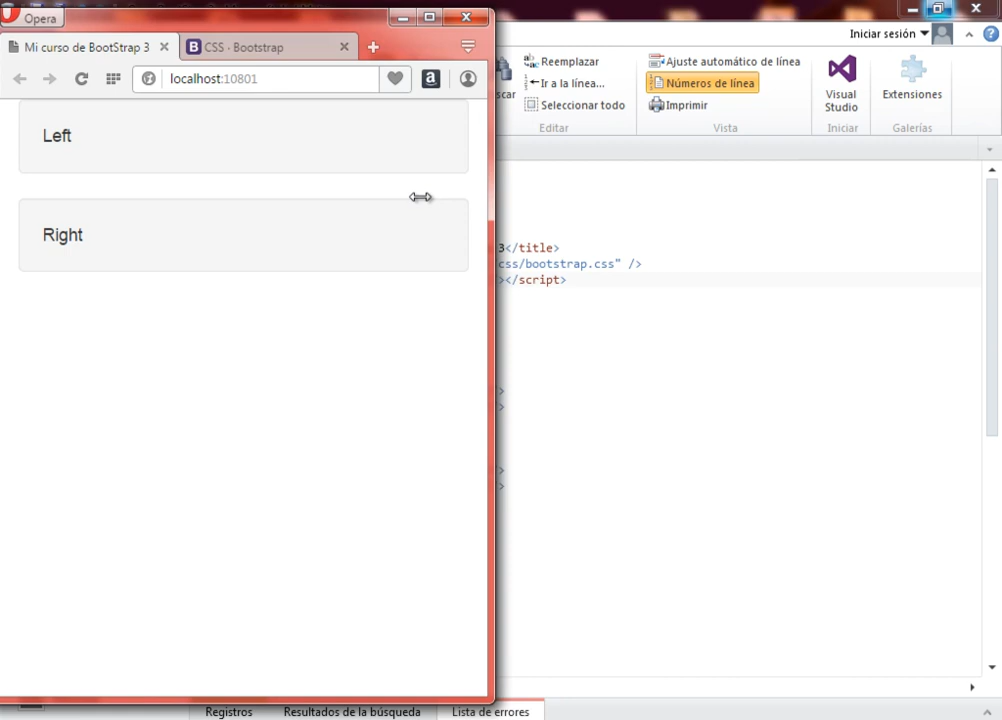 Opera
Mi curso de BootStrap 3
CSS · Bootstrap
localhost:10801
Left
Right
Iniciar sesión
scar
Reemplazar
Ir a la línea...
Seleccionar todo
Editar
Ajuste automático de línea
Números de línea
Imprimir
Vista
Visual
Studio
Iniciar
Extensiones
Galerías
3</title>
css/bootstrap.css" />
></script>
>
>
>
>
Registros
Resultados de la búsqueda
Lista de errores